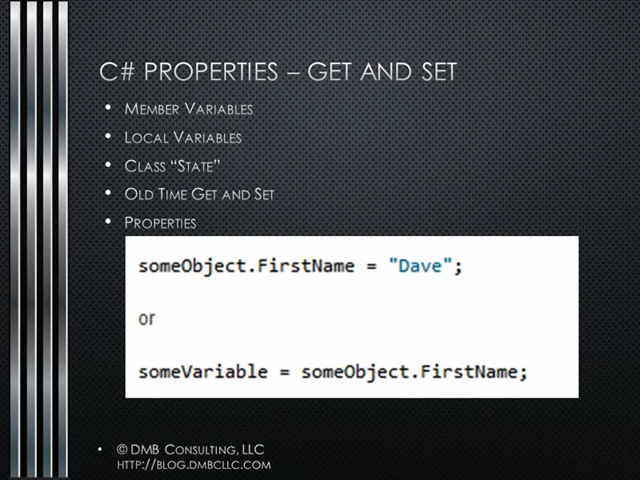 C# PROPERTIES – GET AND SET
• MEMBER VARIABLES
• LOCAL VARIABLES
• CLASS “STATE”
• OLD TIME GET AND SET
• PROPERTIES
someObject.FirstName = "Dave";
or
someVariable = someObject.FirstName;
• © DMB CONSULTING, LLC
HTTP://BLOG.DMBCLLC.COM